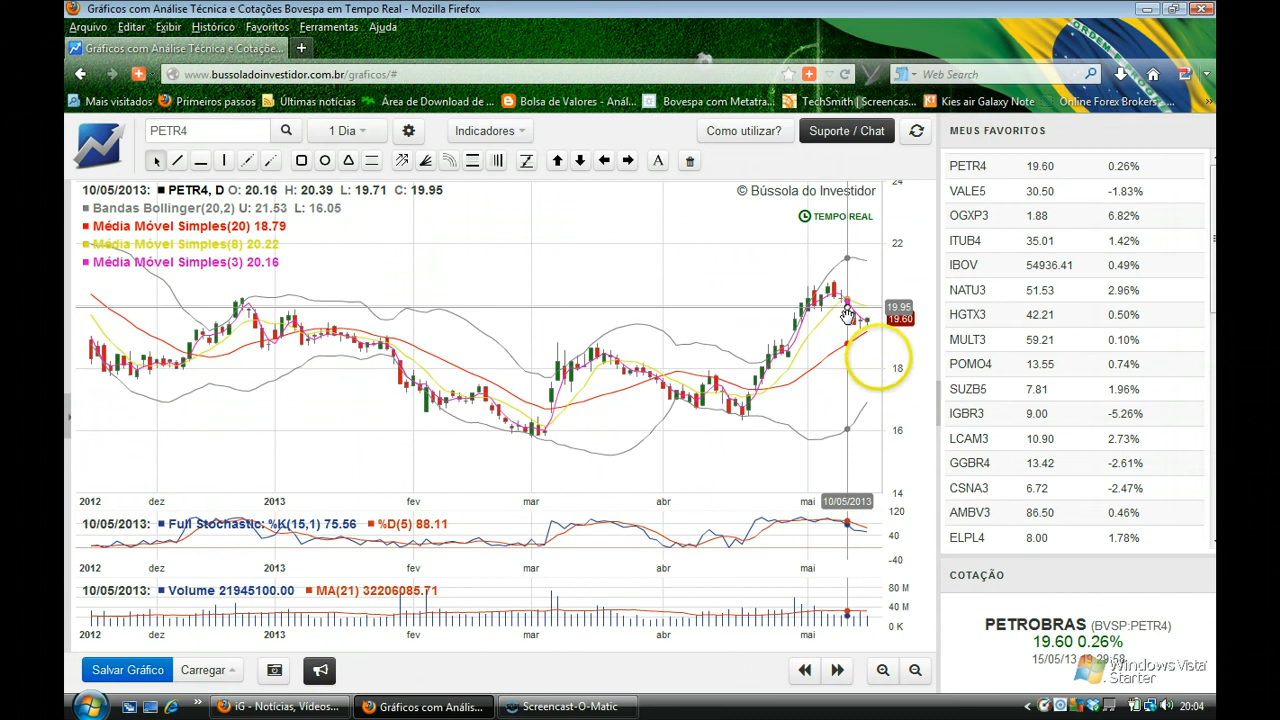 Gráficos com Análise Técnica e Cotações Bovespa em Tempo Real - Mozilla Firefox
Arquivo Editar Exibir Histórico Favoritos Ferramentas Ajuda
Gráficos com Análise Técnica e Cotaçõe...
www.bussoladoinvestidor.com.br/graficos/#
Web Search
Mais visitados Primeiros passos Últimas notícias Área de Download de ... Bolsa de Valores - Anál... Bovespa com Metatra... TechSmith | Screencas... Kies air Galaxy Note Online Forex Brokers ...
PETR4 1 Dia Indicadores Como utilizar? Suporte / Chat
A
10/05/2013: PETR4, D O: 20.16 H: 20.39 L: 19.71 C: 19.95
© Bússola do Investidor
Bandas Bollinger(20,2) U: 21.53 L: 16.05
TEMPO REAL
Média Móvel Simples(20) 18.79
Média Móvel Simples(8) 20.22
Média Móvel Simples(3) 20.16
24
22
19.95
19.60
18
16
14
2012 dez 2013 fev mar abr mai 10/05/2013
10/05/2013: Full Stochastic: %K(15,1) 75.56 %D(5) 88.11
120
40
-40
dez 2013 fev mar abr mai
10/05/2013: Volume 21945100.00 MA(21) 32206085.71
80 M
40 M
0 K
2012 dez 2013 fev mar abr mai
Salvar Gráfico Carregar
MEUS FAVORITOS
PETR4 19.60 0.26%
VALE5 30.50 -1.83%
OGXP3 1.88 6.82%
ITUB4 35.01 1.42%
IBOV 54936.41 0.49%
NATU3 51.53 2.96%
HGTX3 42.21 0.50%
MULT3 59.21 0.10%
POMO4 13.55 0.74%
SUZB5 7.81 1.96%
IGBR3 9.00 -5.26%
LCAM3 10.90 2.73%
GGBR4 13.42 -2.61%
CSNA3 6.72 -2.47%
AMBV3 86.50 0.46%
ELPL4 8.00 1.78%
COTAÇÃO
PETROBRAS (BVSP:PETR4)
19.60 0.26%
15/05/13 19:29:58
Windows Vista™
Starter
iG - Notícias, Vídeos... Gráficos com Anális... Screencast-O-Matic 20:04